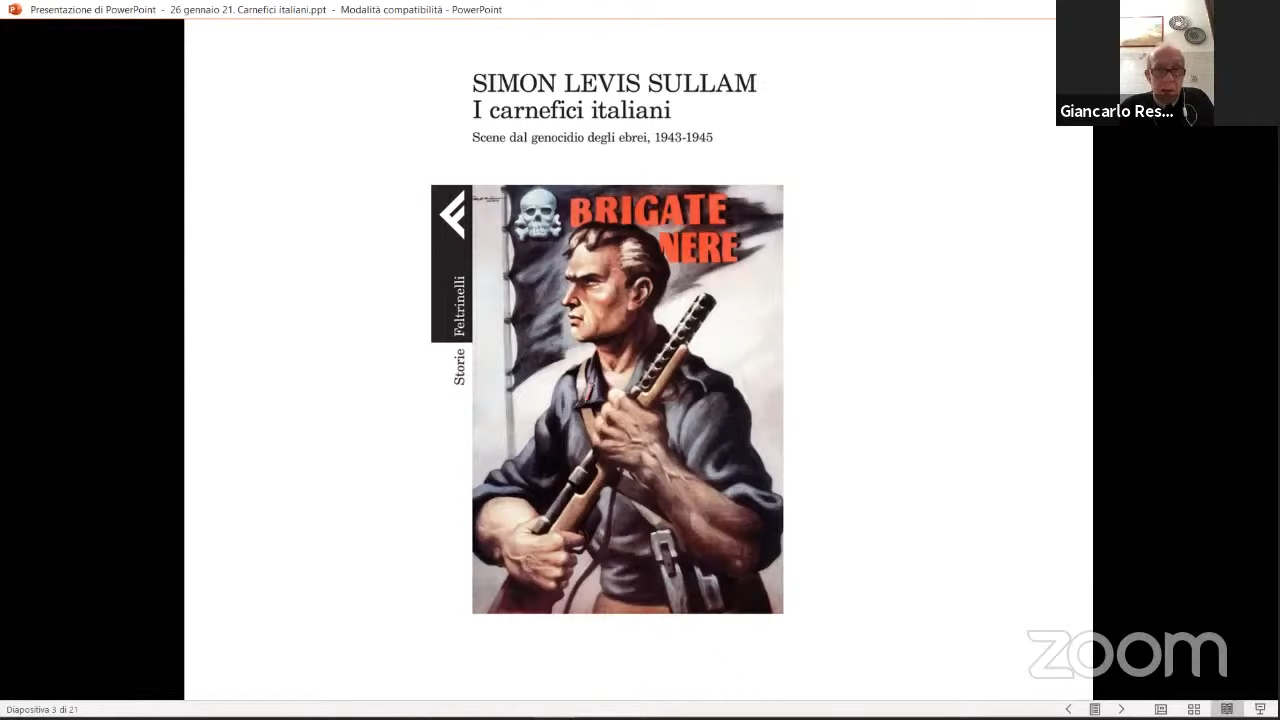 Presentazione di PowerPoint - 26 gennaio 21. Carnefici italiani.ppt - Modalità compatibilità - PowerPoint
Giancarlo Res...
SIMON LEVIS SULLAM
I carnefici italiani
Scene dal genocidio degli ebrei, 1943-1945
BRIGATE
NERE
Storie Feltrinelli
zoom
Diapositiva 3 di 21